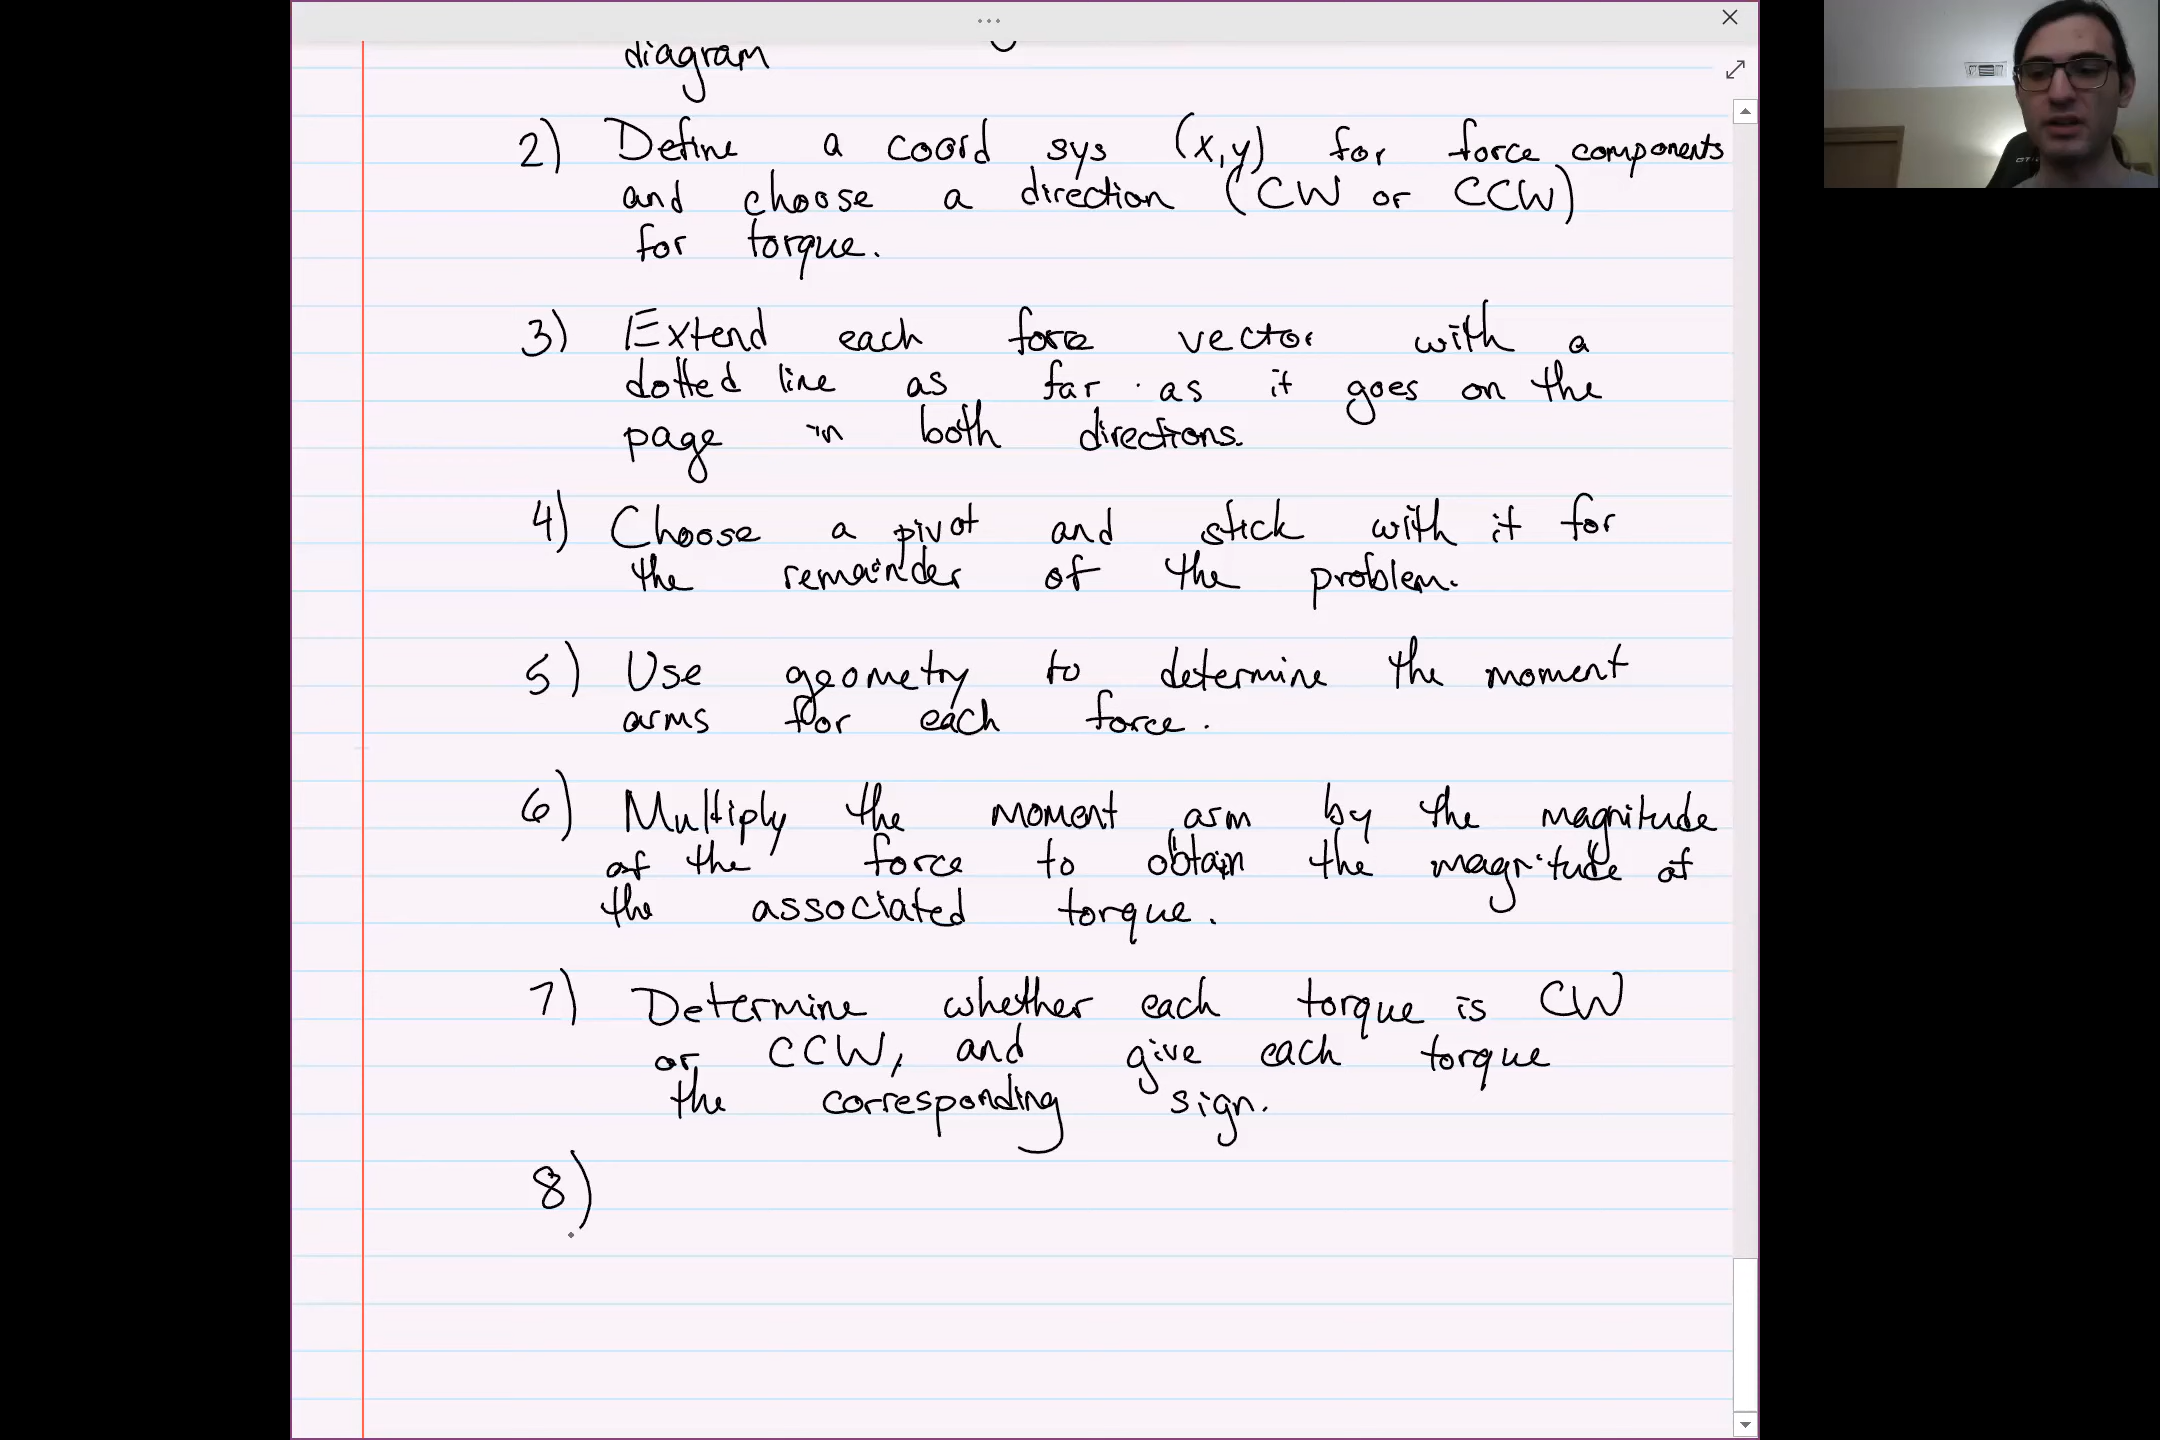 diagram
2) Define a coord sys (x,y) for force components
and choose a direction (CW or CCW)
for torque.
3) Extend each force vector with a
dotted line as far as it goes on the
page in both directions.
4) Choose a pivot and stick with it for
the remainder of the problem.
5) Use geometry to determine the moment
arms for each force.
6) Multiply the moment arm by the magnitude
of the force to obtain the magnitude of
the associated torque.
7) Determine whether each torque is CW
or CCW, and give each torque
the corresponding sign.
8)